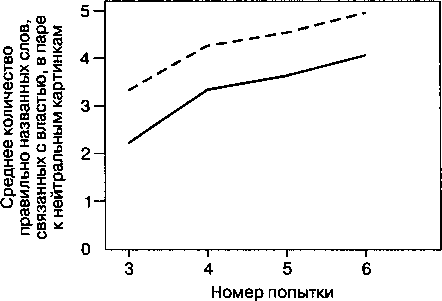 Среднее количество
правильно названных слов,
связанных с властью, в паре
к нейтральным картинкам
5
4
3
2
1
0
3 4 5 6
Номер попытки